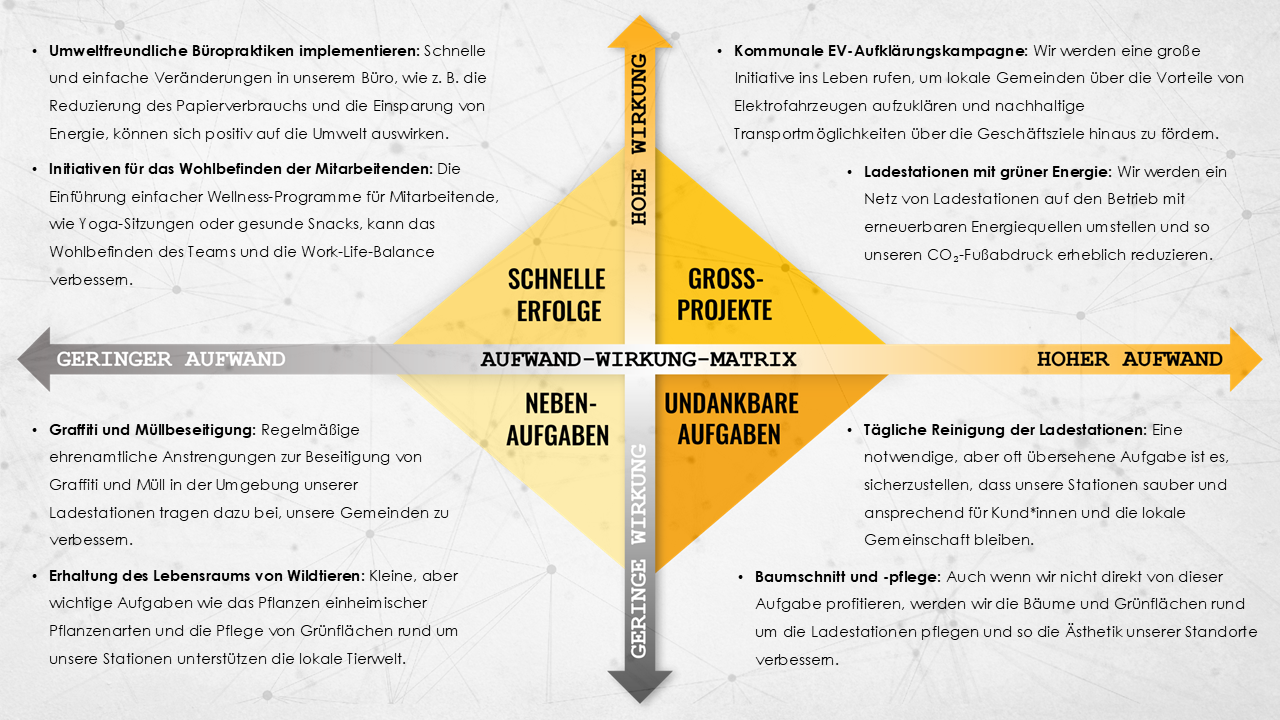 • Umweltfreundliche Büropraktiken implementieren: Schnelle
und einfache Veränderungen in unserem Büro, wie z. B. die
Reduzierung des Papierverbrauchs und die Einsparung von
Energie, können sich positiv auf die Umwelt auswirken.
• Initiativen für das Wohlbefinden der Mitarbeitenden: Die
Einführung einfacher Wellness-Programme für Mitarbeitende,
wie Yoga-Sitzungen oder gesunde Snacks, kann das
Wohlbefinden des Teams und die Work-Life-Balance
verbessern.
HOHE WIRKUNG
• Kommunale EV-Aufklärungskampagne: Wir werden eine große
Initiative ins Leben rufen, um lokale Gemeinden über die Vorteile von
Elektrofahrzeugen aufzuklären und nachhaltige
Transportmöglichkeiten über die Geschäftsziele hinaus zu fördern.
• Ladestationen mit grüner Energie: Wir werden ein
Netz von Ladestationen auf den Betrieb mit
erneuerbaren Energiequellen umstellen und so
unseren CO₂-Fußabdruck erheblich reduzieren.
SCHNELLE
ERFOLGE
GROSS-
PROJEKTE
GERINGER AUFWAND
AUFWAND-WIRKUNG-MATRIX
HOHER AUFWAND
NEBEN-
AUFGABEN
UNDANKBARE
AUFGABEN
• Graffiti und Müllbeseitigung: Regelmäßige
ehrenamtliche Anstrengungen zur Beseitigung von
Graffiti und Müll in der Umgebung unserer
Ladestationen tragen dazu bei, unsere Gemeinden zu
verbessern.
• Erhaltung des Lebensraums von Wildtieren: Kleine, aber
wichtige Aufgaben wie das Pflanzen einheimischer
Pflanzenarten und die Pflege von Grünflächen rund um
unsere Stationen unterstützen die lokale Tierwelt.
GERINGE WIRKUNG
• Tägliche Reinigung der Ladestationen: Eine
notwendige, aber oft übersehene Aufgabe ist es,
sicherzustellen, dass unsere Stationen sauber und
ansprechend für Kund*innen und die lokale
Gemeinschaft bleiben.
• Baumschnitt und -pflege: Auch wenn wir nicht direkt von dieser
Aufgabe profitieren, werden wir die Bäume und Grünflächen rund
um die Ladestationen pflegen und so die Ästhetik unserer Standorte
verbessern.